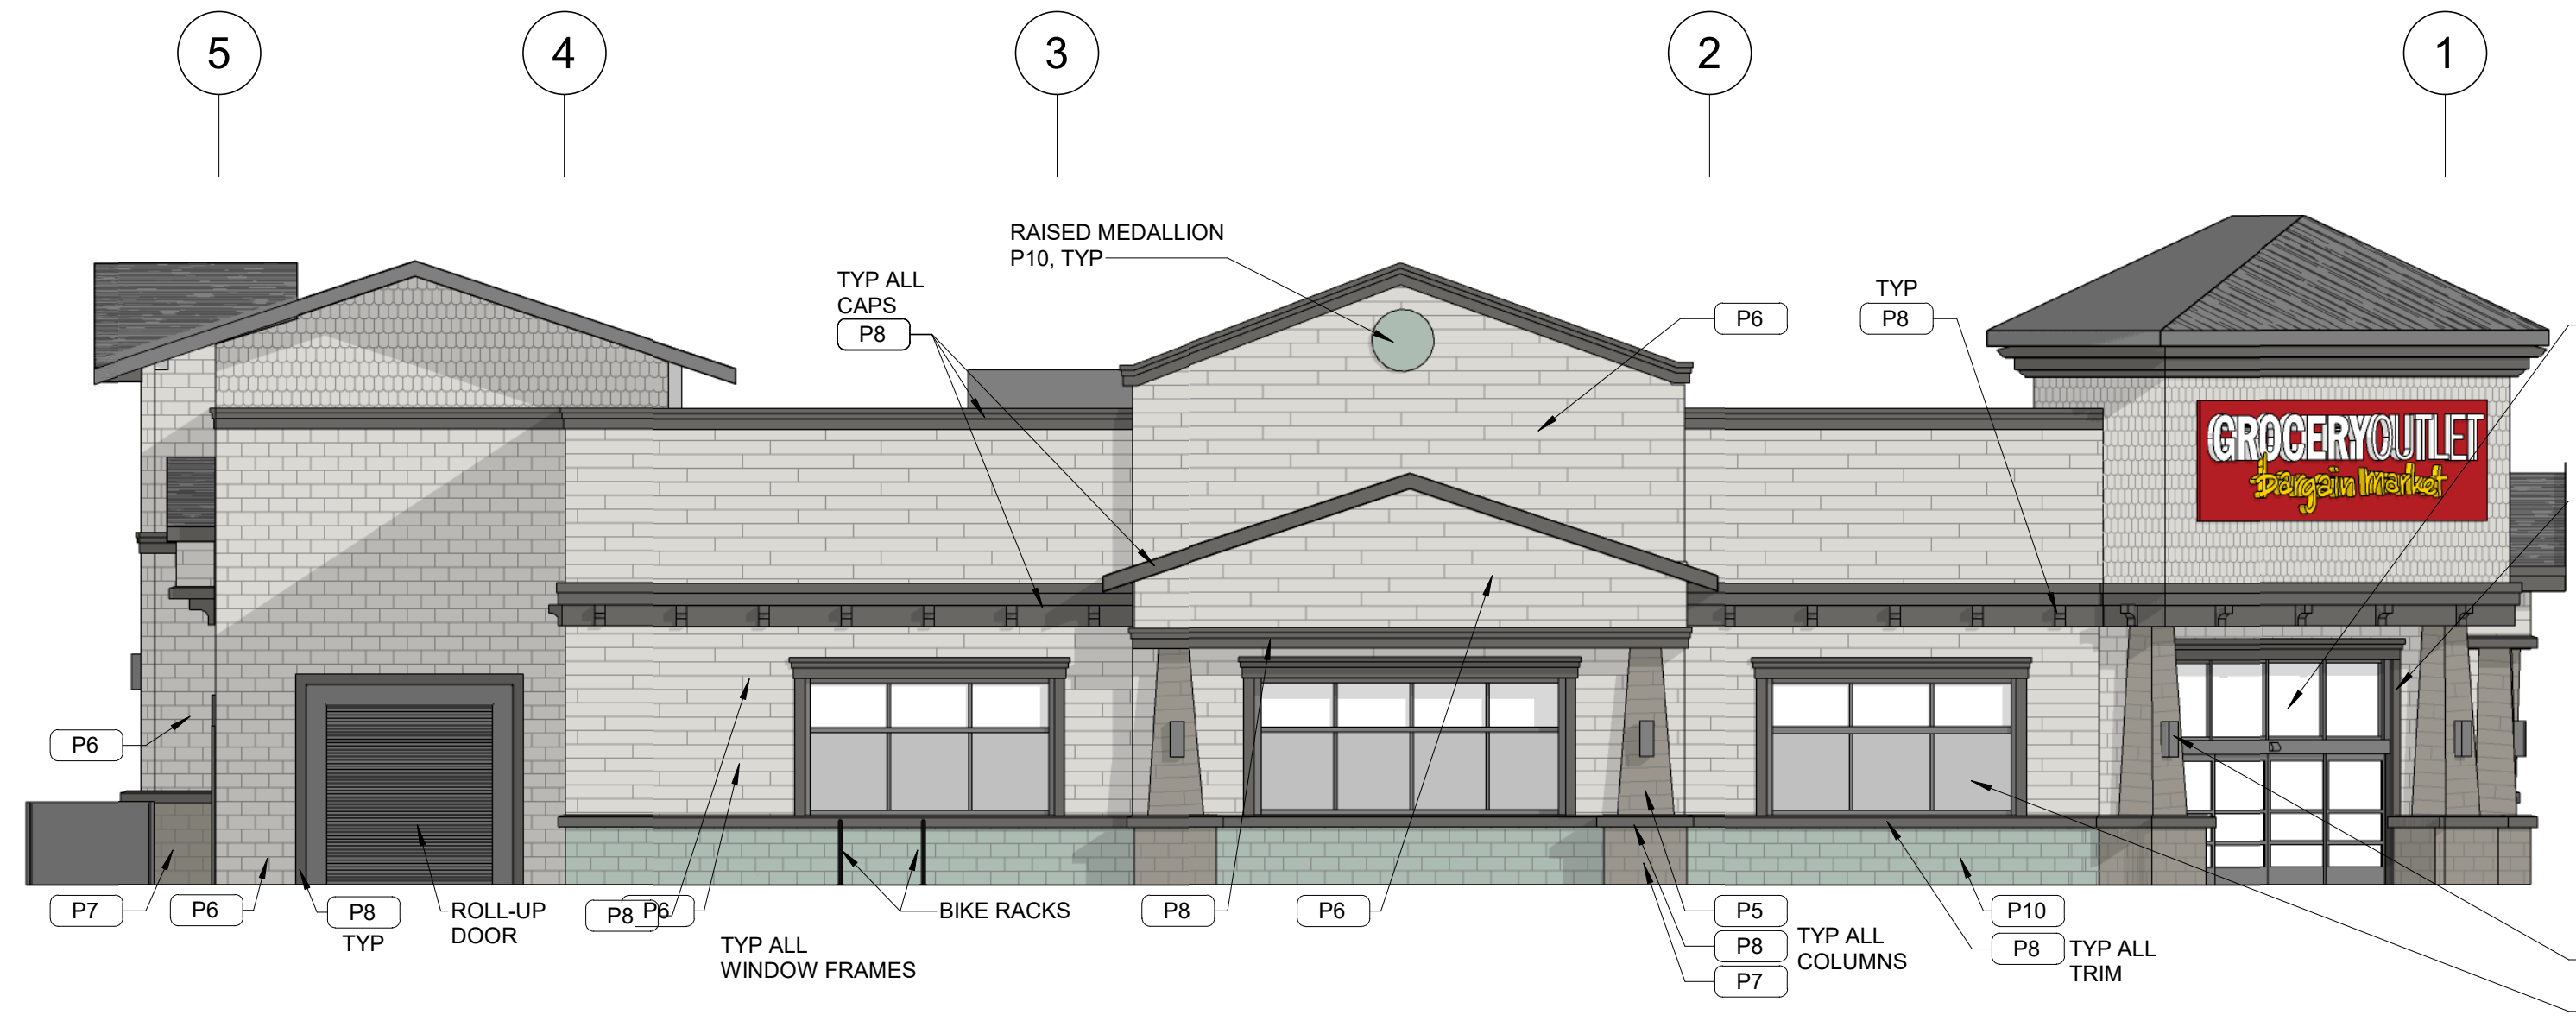 5
4
3
2
1
RAISED MEDALLION
P10, TYP
TYP ALL
CAPS
P8
P6
TYP
P8
GROCERY OUTLET
bargain market
P6
P7
P6
P8
TYP
ROLL-UP
DOOR
P8
P6
TYP ALL
WINDOW FRAMES
BIKE RACKS
P8
P6
P5
P8
P7
TYP ALL
COLUMNS
P10
P8
TYP ALL
TRIM